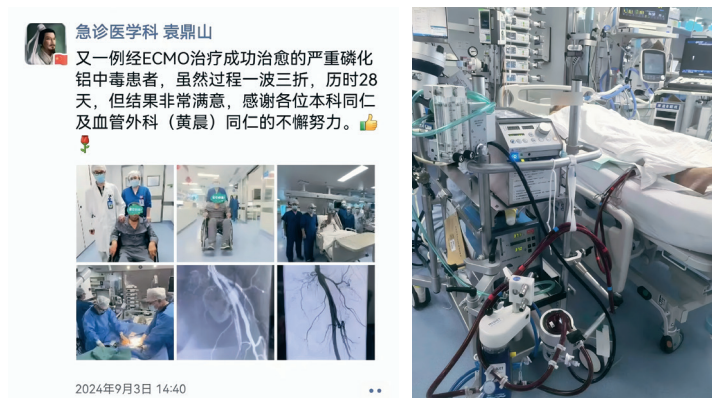 急诊医学科 袁鼎山
又一例经ECMO治疗成功治愈的严重磷化
铝中毒患者，虽然过程一波三折，历时28
天，但结果非常满意，感谢各位本科同仁
及血管外科（黄晨）同仁的不懈努力。
2024年9月3日 14:40